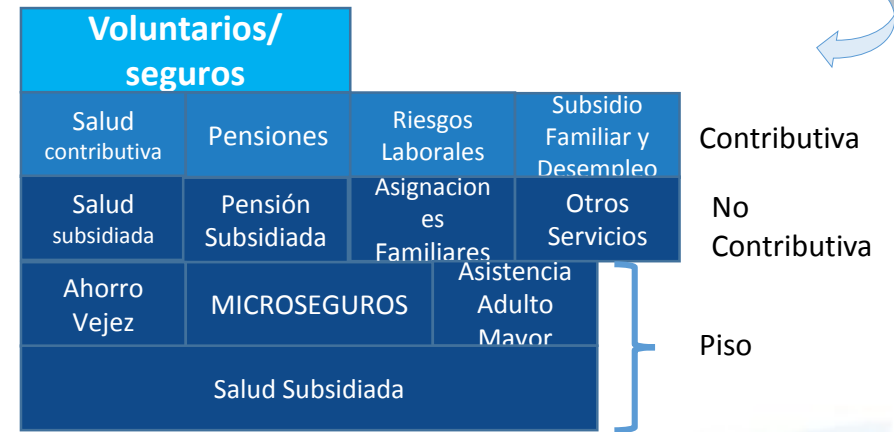 Voluntarios/
seguros
Salud
contributiva
Pensiones
Riesgos
Laborales
Subsidio
Familiar y
Desempleo
Contributiva
Salud
subsidiada
Pensión
Subsidiada
Asignacion
es
Familiares
Otros
Servicios
No
Contributiva
Ahorro
Vejez
MICROSEGUROS
Asistencia
Adulto
Mayor
Piso
Salud Subsidiada